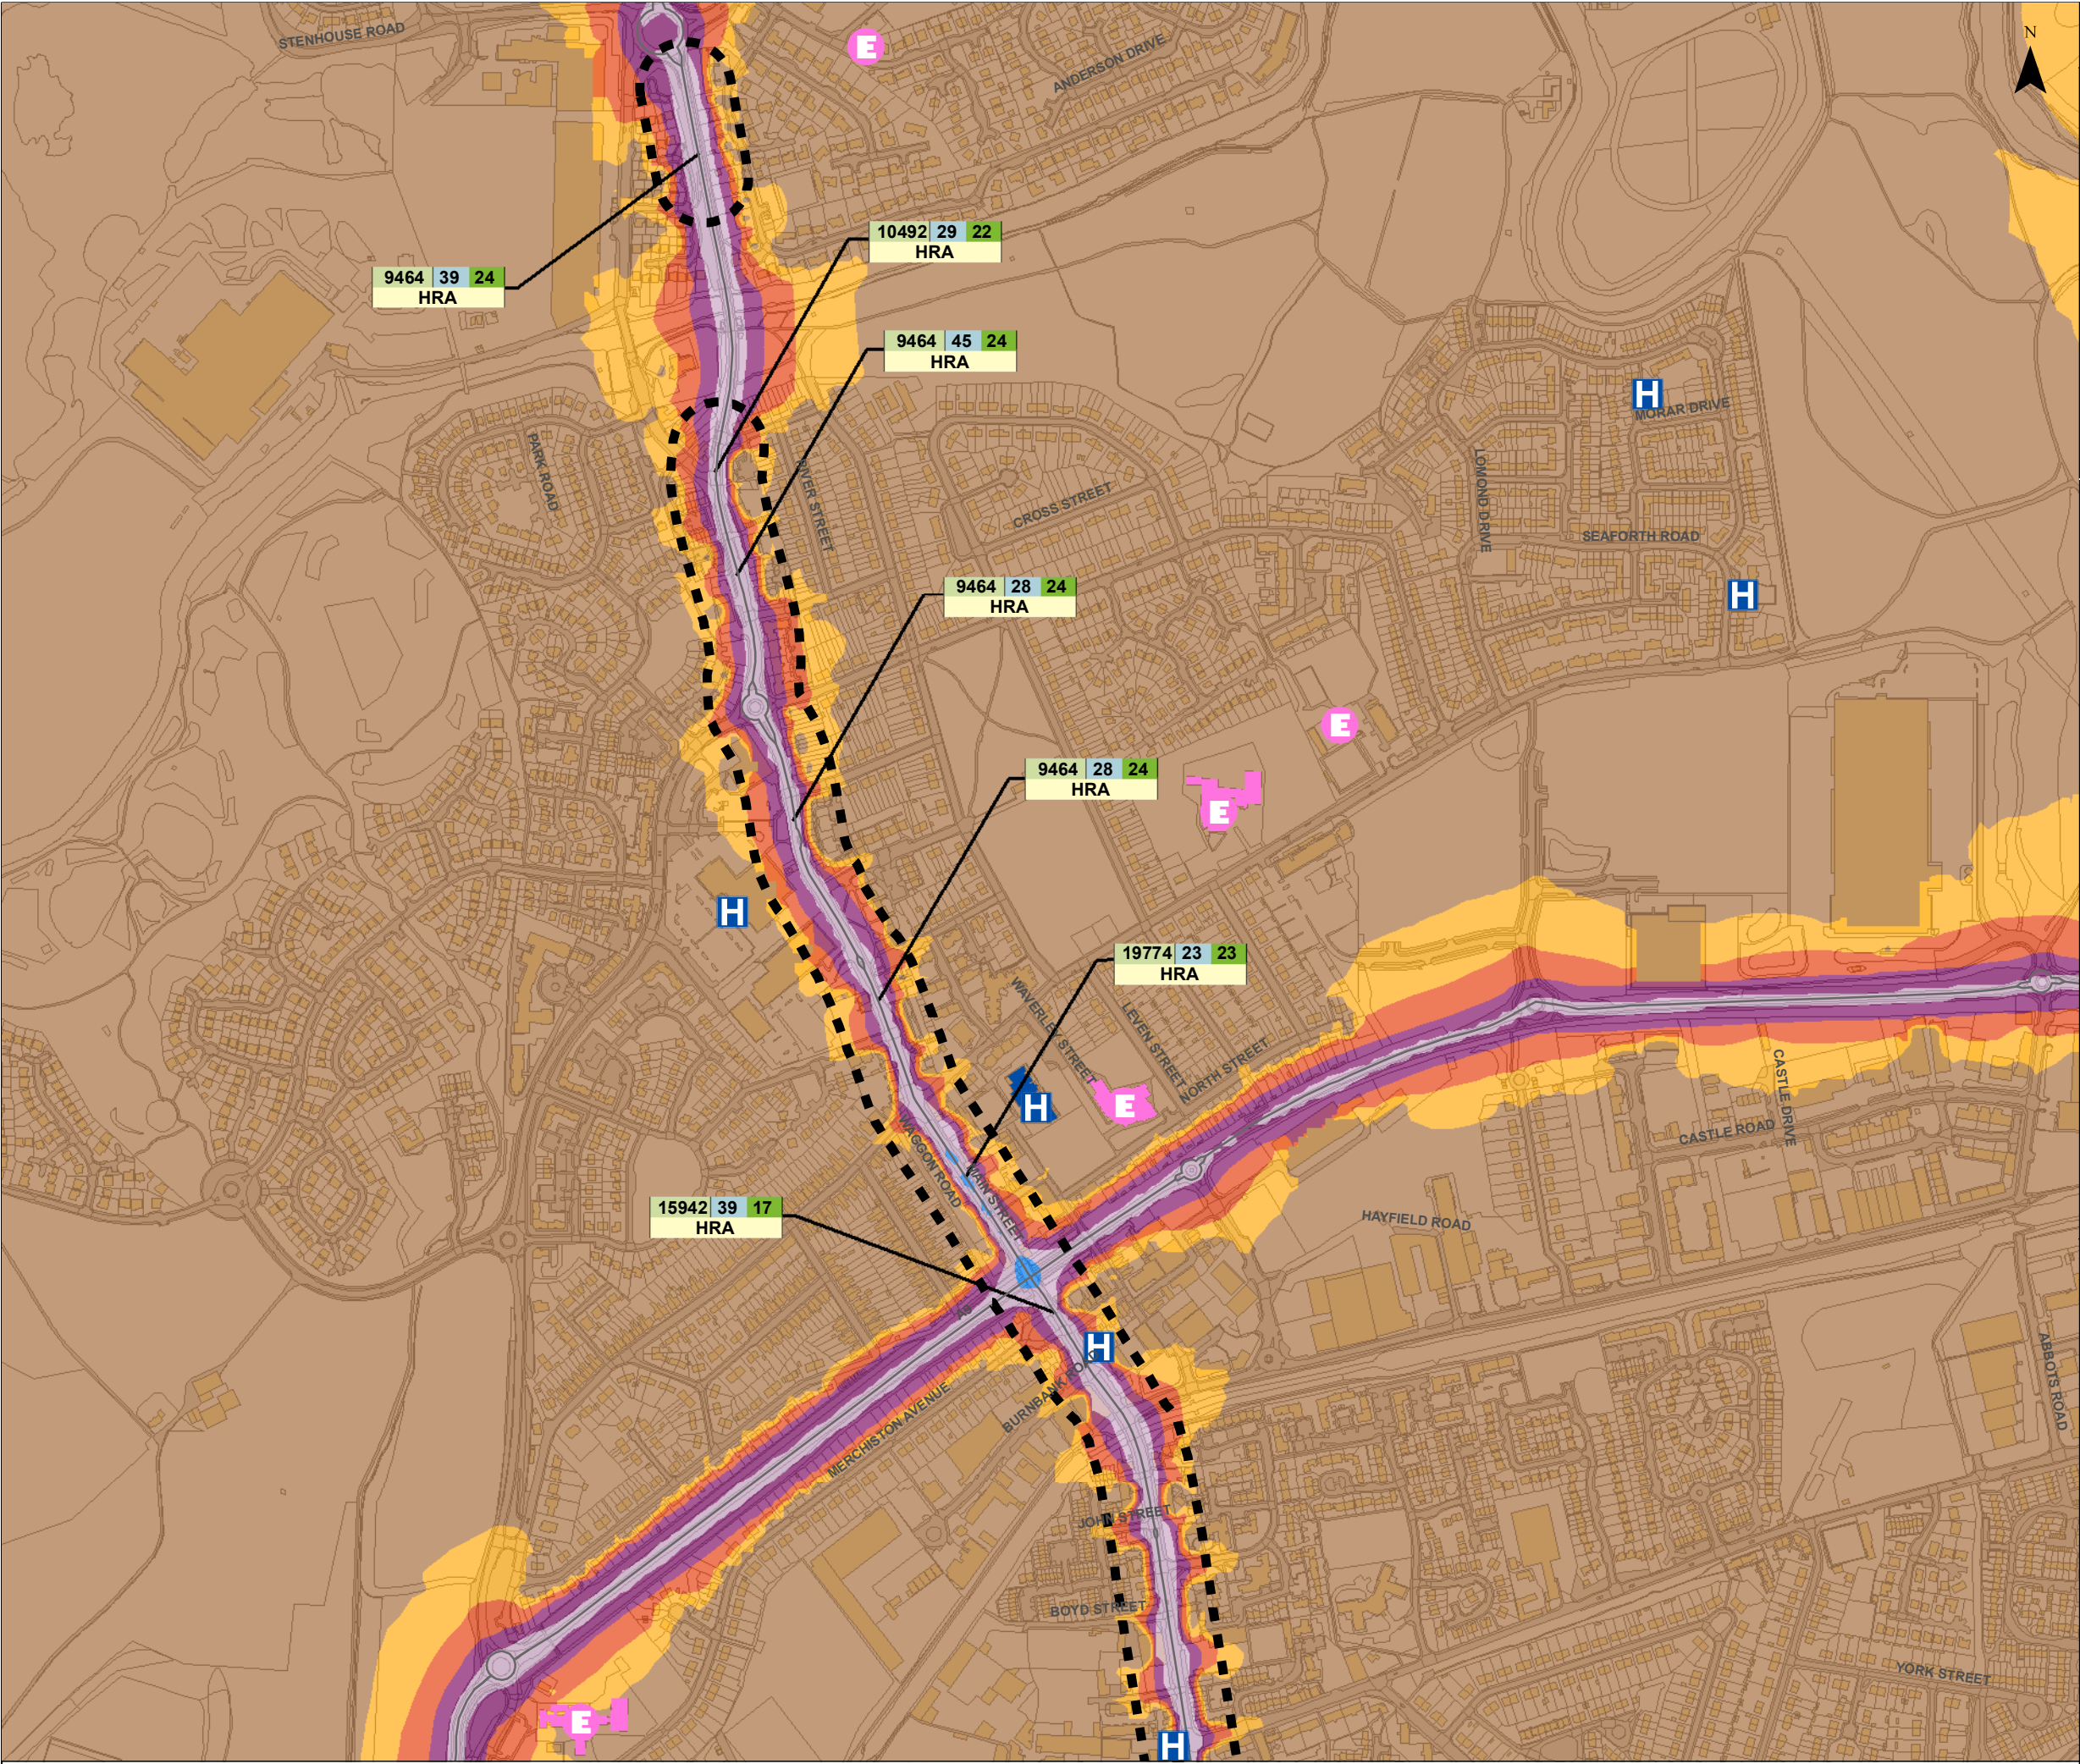 STENHOUSE ROAD
E
ANDERSON DRIVE
N
10492 29 22
HRA
9464 39 24
HRA
9464 45 24
HRA
H
MORAR DRIVE
PARK ROAD
RIVER STREET
CROSS STREET
LOMOND DRIVE
SEAFORTH ROAD
9464 28 24
HRA
H
E
9464 28 24
HRA
E
H
19774 23 23
HRA
WAVERLEY STREET
LEVEN STREET
NORTH STREET
H
E
CASTLE DRIVE
CASTLE ROAD
WAGGON ROAD
MAIN STREET
15942 39 17
HRA
HAYFIELD ROAD
A9
H
BURNBANK ROAD
MERCHISTON AVENUE
ABBOTS ROAD
JOHN STREET
BOYD STREET
YORK STREET
E
H